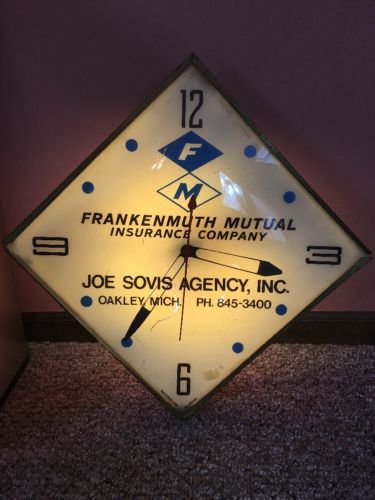 12
F
M
FRANKENMUTH MUTUAL
INSURANCE COMPANY
9 3
JOE SOVIS AGENCY, INC.
OAKLEY, MICH. PH. 845-3400
6